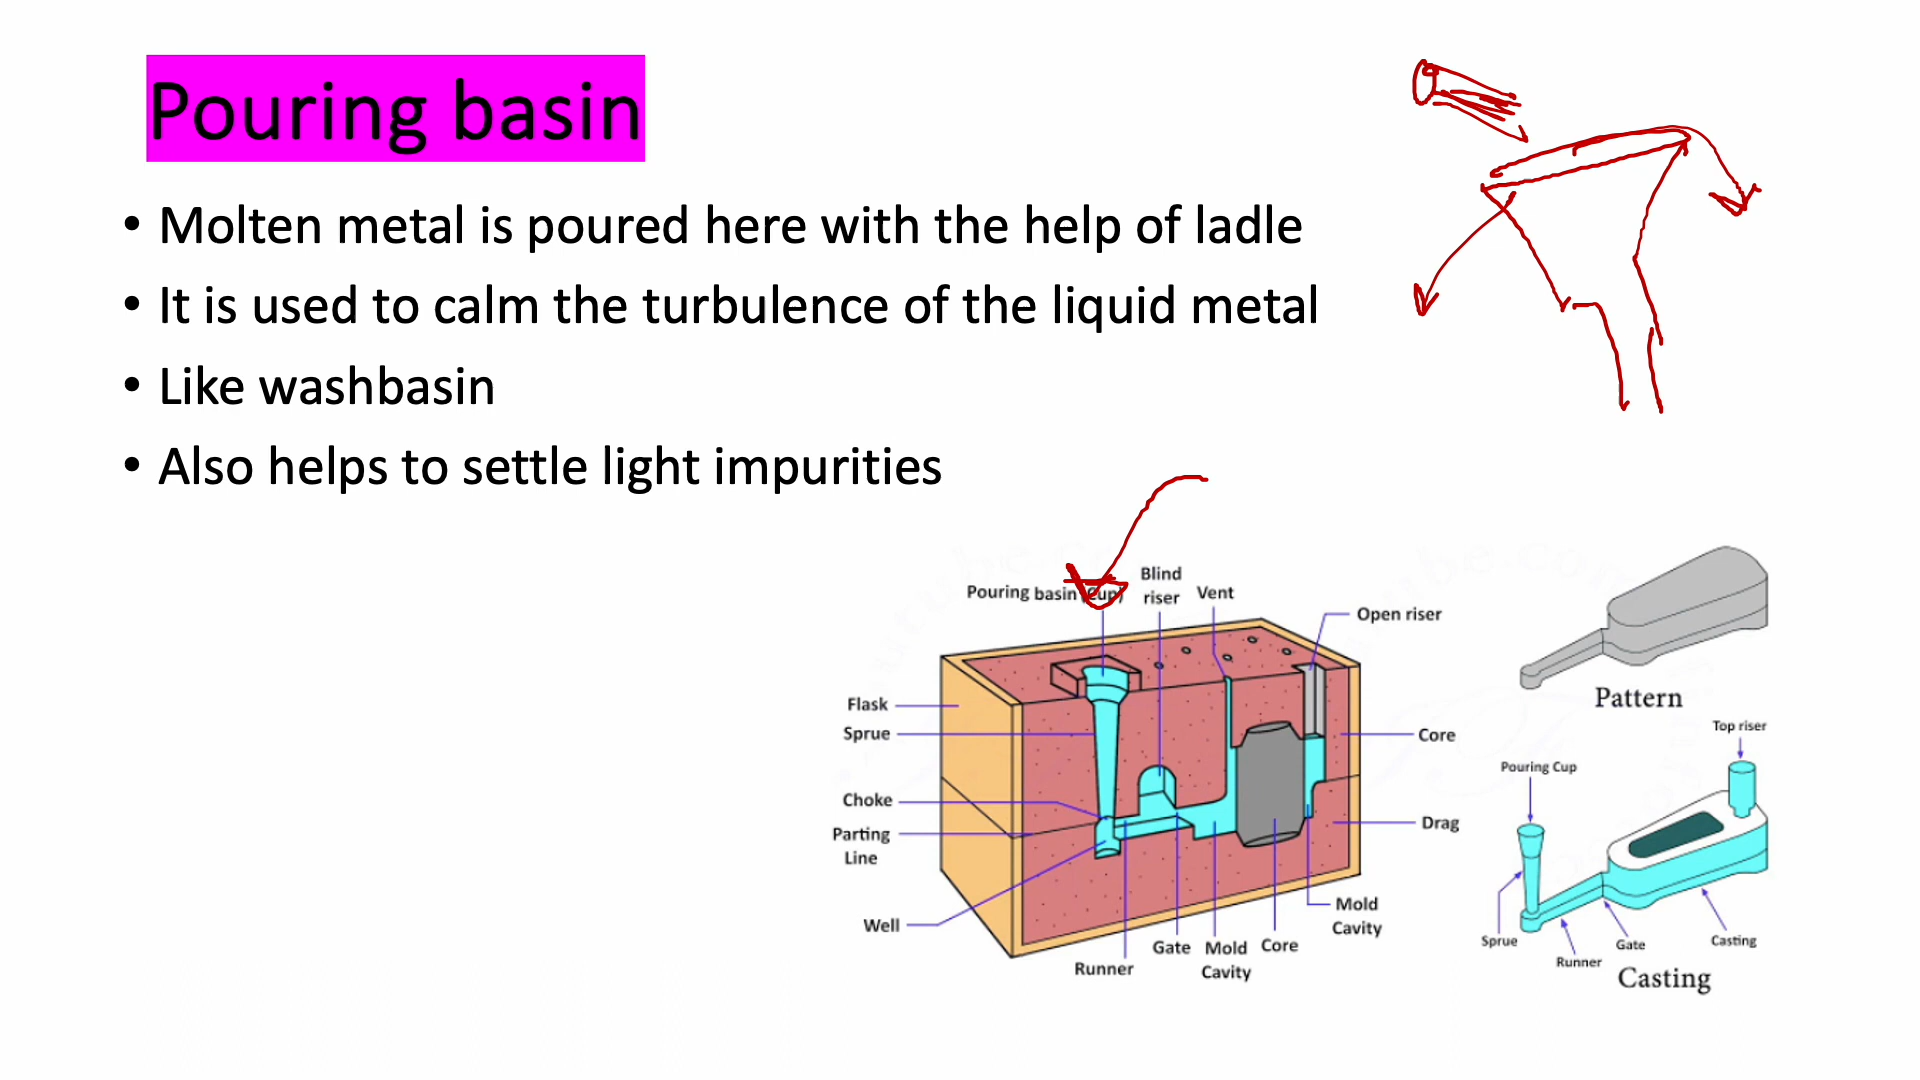 Pouring basin
• Molten metal is poured here with the help of ladle
• It is used to calm the turbulence of the liquid metal
• Like washbasin
• Also helps to settle light impurities
Pouring basin (Cup)
Blind
riser
Vent
Open riser
Flask
Sprue
Choke
Parting
Line
Well
Runner
Gate
Mold
Cavity
Core
Mold
Cavity
Drag
Core
Pattern
Top riser
Pouring Cup
Sprue
Runner
Gate
Casting
Casting